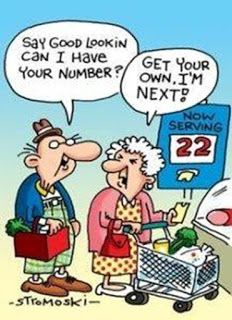 SAY GOOD LOOKIN
CAN I HAVE
YOUR NUMBER?
GET YOUR
OWN, I'M
NEXT!
NOW
SERVING
22
-STROMOSKI-